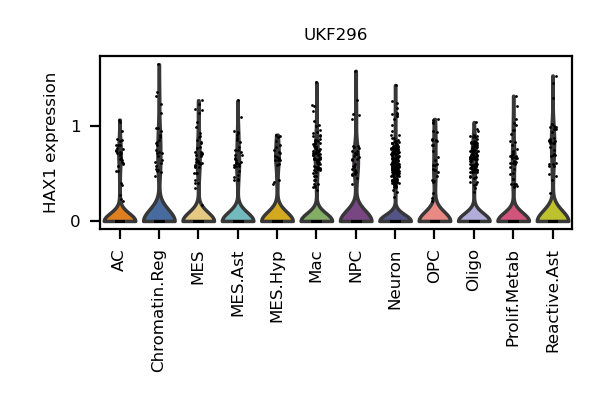 UKF296
HAX1 expression
1
0
AC
Chromatin.Reg
MES
MES.Ast
MES.Hyp
Mac
NPC
Neuron
OPC
Oligo
Prolif.Metab
Reactive.Ast